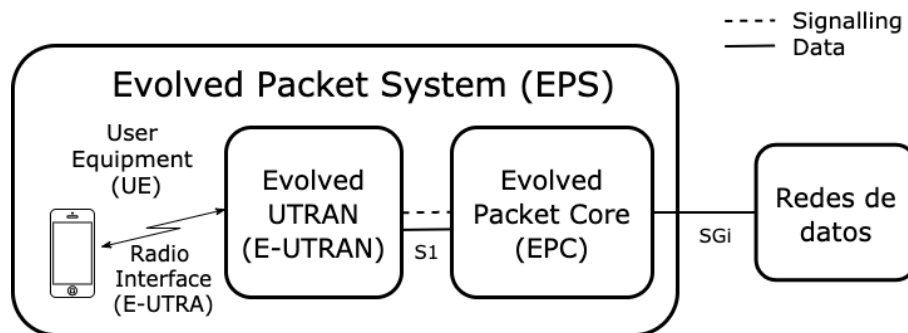 Signalling
Data
Evolved Packet System (EPS)
User
Equipment
(UE)
Radio
Interface
(E-UTRA)
Evolved
UTRAN
(E-UTRAN)
S1
Evolved
Packet Core
(EPC)
SGi
Redes de
datos